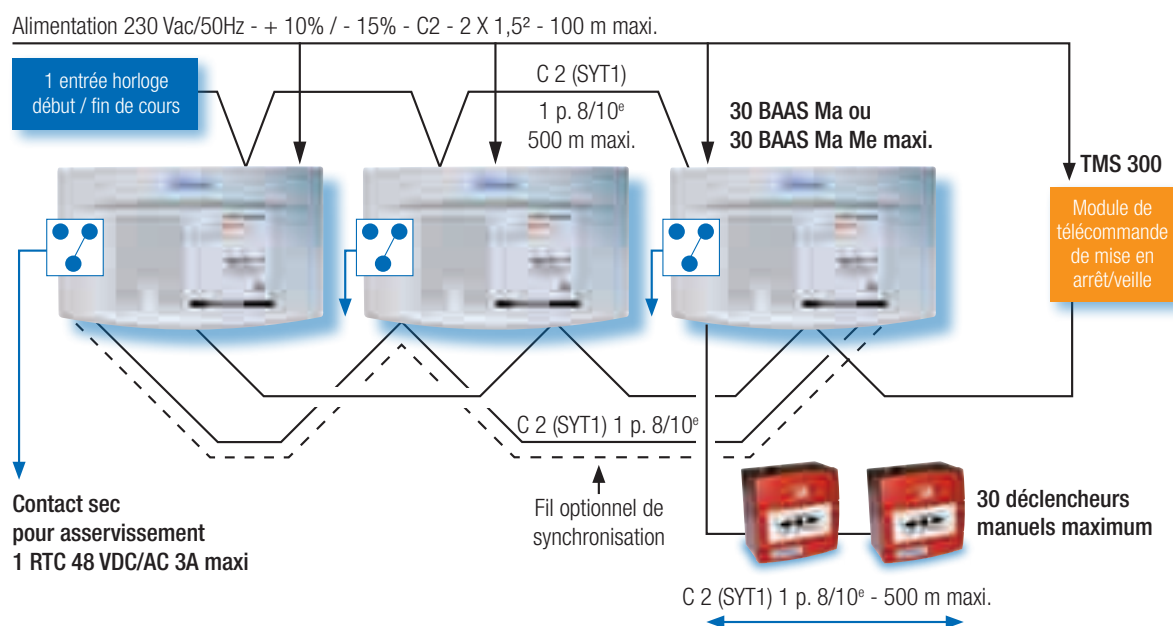 Alimentation 230 Vac/50Hz - + 10% / - 15% - C2 - 2 X 1,5² - 100 m maxi.
1 entrée horloge
début / fin de cours
C 2 (SYT1)
1 p. 8/10e
500 m maxi.
30 BAAS Ma ou
30 BAAS Ma Me maxi.
TMS 300
Module de
télécommande
de mise en
arrêt/veille
C 2 (SYT1) 1 p. 8/10e
Fil optionnel de
synchronisation
Contact sec
pour asservissement
1 RTC 48 VDC/AC 3A maxi
30 déclencheurs
manuels maximum
C 2 (SYT1) 1 p. 8/10e - 500 m maxi.